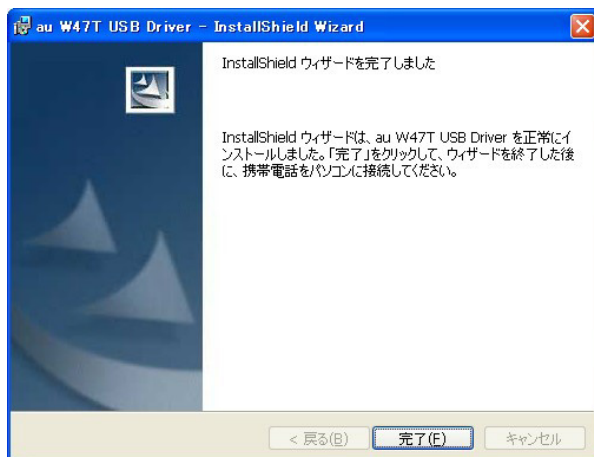 au W47T USB Driver - InstallShield Wizard
InstallShield ウィザードを完了しました
InstallShield ウィザードは、au W47T USB Driver を正常にイ
ンストールしました。「完了」をクリックして、ウィザードを終了した後
に、携帯電話をパソコンに接続してください。
< 戻る(B)
完了(F)
キャンセル